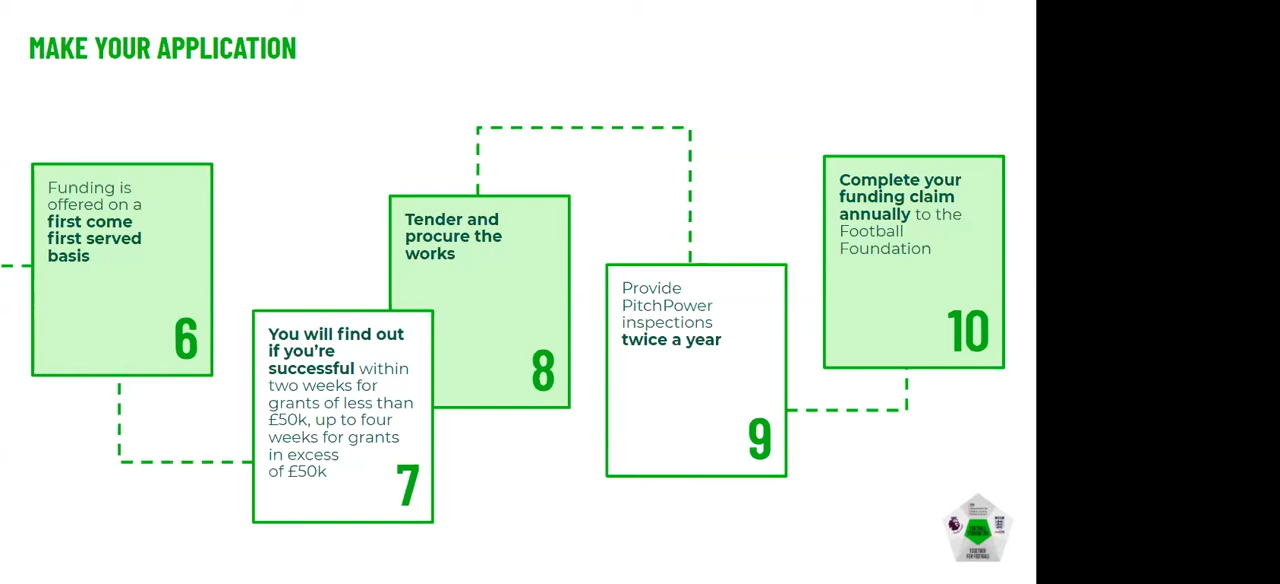 MAKE YOUR APPLICATION
Funding is
offered on a
first come
first served
basis
6
You will find out
if you’re
successful within
two weeks for
grants of less than
£50k, up to four
weeks for grants
in excess
of £50k
7
Tender and
procure the
works
8
Provide
PitchPower
inspections
twice a year
9
Complete your
funding claim
annually to the
Football
Foundation
10
TOGETHER
FOR FOOTBALL